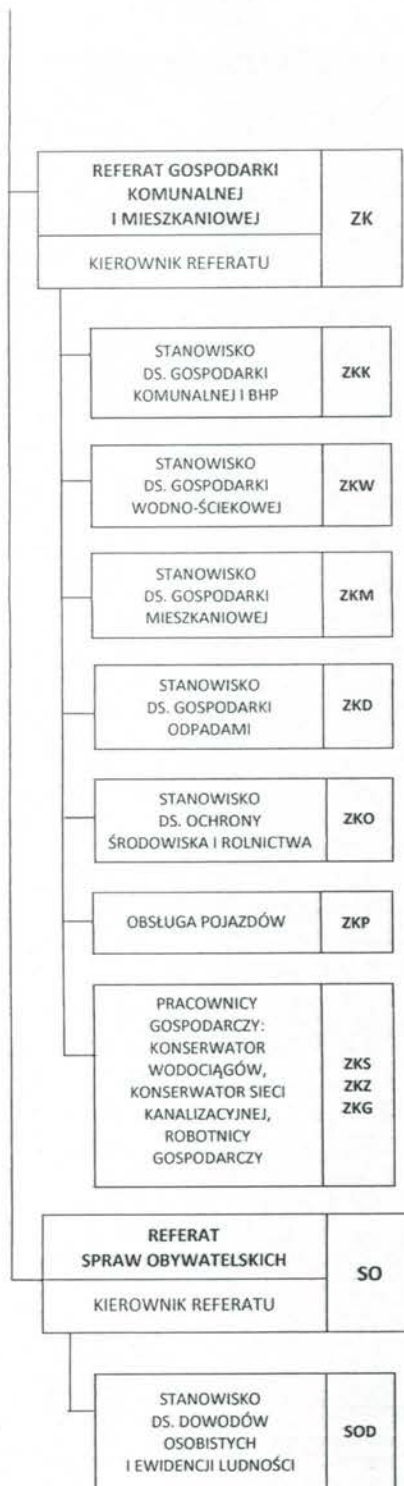 REFERAT GOSPODARKI
KOMUNALNEJ
I MIESZKANIOWEJ
ZK
KIEROWNIK REFERATU
STANOWISKO
DS. GOSPODARKI
KOMUNALNEJ I BHP
ZKK
STANOWISKO
DS. GOSPODARKI
WODNO-ŚCIEKOWEJ
ZKW
STANOWISKO
DS. GOSPODARKI
MIESZKANIOWEJ
ZKM
STANOWISKO
DS. GOSPODARKI
ODPADAMI
ZKD
STANOWISKO
DS. OCHRONY
ŚRODOWISKA I ROLNICTWA
ZKO
OBSŁUGA POJAZDÓW
ZKP
PRACOWNICY
GOSPODARCZY:
KONSERWATOR
WODOCIĄGÓW,
KONSERWATOR SIECI
KANALIZACYJNEJ,
ROBOTNICY
GOSPODARCZY
ZKS
ZKZ
ZKG
REFERAT
SPRAW OBYWATELSKICH
SO
KIEROWNIK REFERATU
STANOWISKO
DS. DOWODÓW
OSOBISTYCH
I EWIDENCJI LUDNOŚCI
SOD